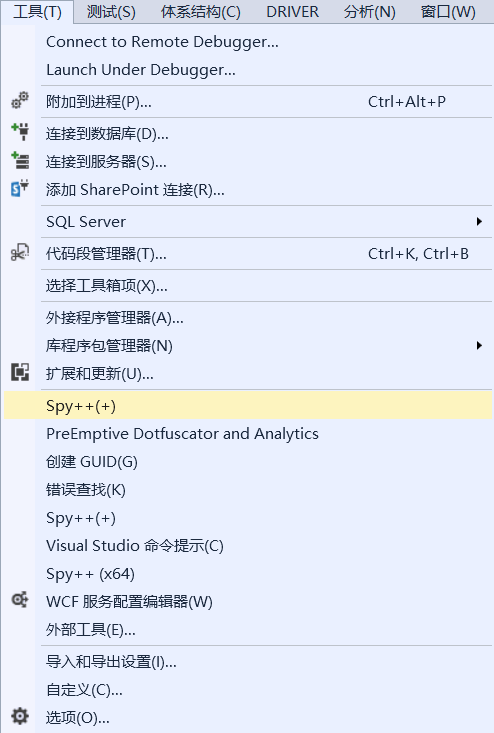 工具(T) 测试(S) 体系结构(C) DRIVER 分析(N) 窗口(W)
Connect to Remote Debugger...
Launch Under Debugger...
附加到进程(P)... Ctrl+Alt+P
连接到数据库(D)...
连接到服务器(S)...
添加 SharePoint 连接(R)...
SQL Server
代码段管理器(T)... Ctrl+K, Ctrl+B
选择工具箱项(X)...
外接程序管理器(A)...
库程序包管理器(N)
扩展和更新(U)...
Spy++(+)
PreEmptive Dotfuscator and Analytics
创建 GUID(G)
错误查找(K)
Spy++(+)
Visual Studio 命令提示(C)
Spy++ (x64)
WCF 服务配置编辑器(W)
外部工具(E)...
导入和导出设置(I)...
自定义(C)...
选项(O)...